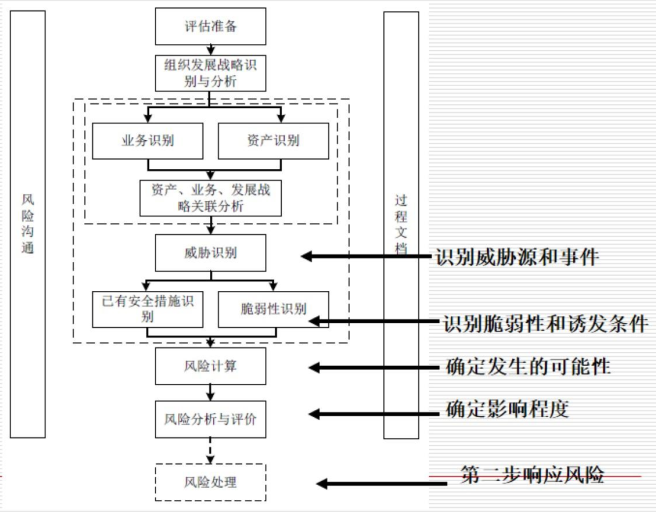 评估准备
组织发展战略识
别与分析
业务识别
资产识别
资产、业务、发展战
略关联分析
威胁识别
已有安全措施识
别
脆弱性识别
风险计算
风险分析与评价
风险处理
风险沟通
过程文档
识别威胁源和事件
识别脆弱性和诱发条件
确定发生的可能性
确定影响程度
第二步响应风险